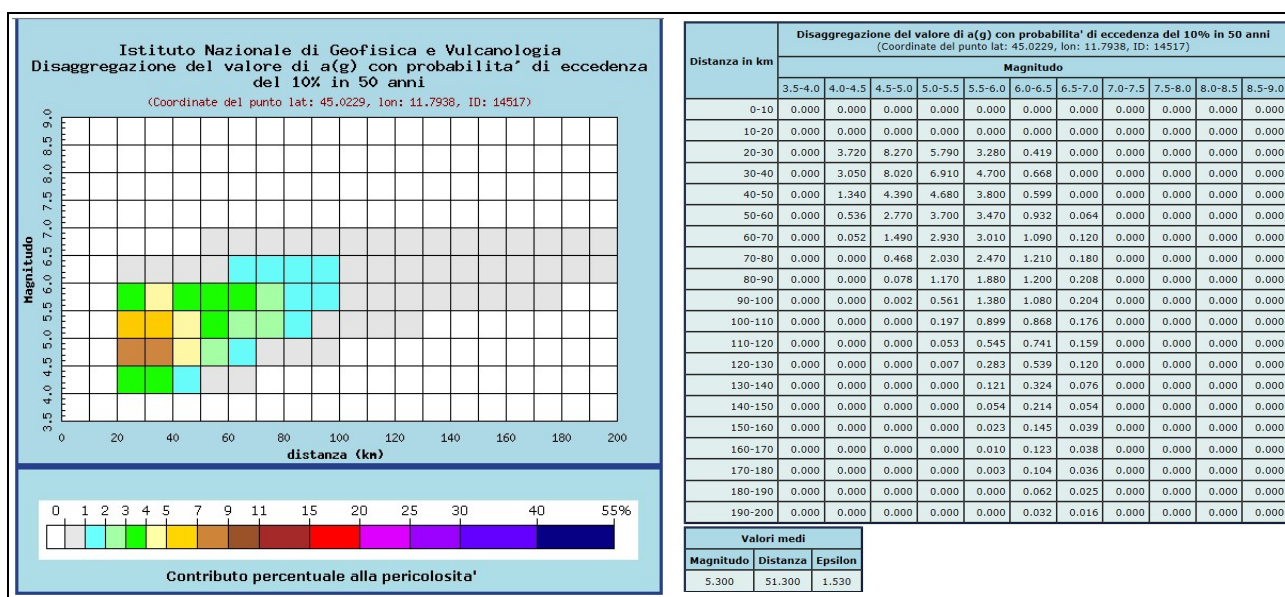 Istituto Nazionale di Geofisica e Vulcanologia
Disaggregazione del valore di a(g) con probabilita' di eccedenza
del 10% in 50 anni
(Coordinate del punto lat: 45.0229, lon: 11.7938, ID: 14517)
Magnitudo
9.0
8.5
8.0
7.5
7.0
6.5
6.0
5.5
5.0
4.5
4.0
3.5
0 20 40 60 80 100 120 140 160 180 200
distanza (km)
0 1 2 3 4 5 7 9 11 15 20 25 30 40 55%
Contributo percentuale alla pericolosita'
Distanza in km
Disaggregazione del valore di a(g) con probabilita' di eccedenza del 10% in 50 anni
(Coordinate del punto lat: 45.0229, lon: 11.7938, ID: 14517)
Magnitudo
3.5-4.0 4.0-4.5 4.5-5.0 5.0-5.5 5.5-6.0 6.0-6.5 6.5-7.0 7.0-7.5 7.5-8.0 8.0-8.5 8.5-9.0
0-10 0.000 0.000 0.000 0.000 0.000 0.000 0.000 0.000 0.000 0.000 0.000
10-20 0.000 0.000 0.000 0.000 0.000 0.000 0.000 0.000 0.000 0.000 0.000
20-30 0.000 3.720 8.270 5.790 3.280 0.419 0.000 0.000 0.000 0.000 0.000
30-40 0.000 3.050 8.020 6.910 4.700 0.668 0.000 0.000 0.000 0.000 0.000
40-50 0.000 1.340 4.390 4.680 3.800 0.599 0.000 0.000 0.000 0.000 0.000
50-60 0.000 0.536 2.770 3.700 3.470 0.932 0.064 0.000 0.000 0.000 0.000
60-70 0.000 0.052 1.490 2.930 3.010 1.090 0.120 0.000 0.000 0.000 0.000
70-80 0.000 0.000 0.468 2.030 2.470 1.210 0.180 0.000 0.000 0.000 0.000
80-90 0.000 0.000 0.078 1.170 1.880 1.200 0.208 0.000 0.000 0.000 0.000
90-100 0.000 0.000 0.002 0.561 1.380 1.080 0.204 0.000 0.000 0.000 0.000
100-110 0.000 0.000 0.000 0.197 0.899 0.868 0.176 0.000 0.000 0.000 0.000
110-120 0.000 0.000 0.000 0.053 0.545 0.741 0.159 0.000 0.000 0.000 0.000
120-130 0.000 0.000 0.000 0.007 0.283 0.539 0.120 0.000 0.000 0.000 0.000
130-140 0.000 0.000 0.000 0.000 0.121 0.324 0.076 0.000 0.000 0.000 0.000
140-150 0.000 0.000 0.000 0.000 0.054 0.214 0.054 0.000 0.000 0.000 0.000
150-160 0.000 0.000 0.000 0.000 0.023 0.145 0.039 0.000 0.000 0.000 0.000
160-170 0.000 0.000 0.000 0.000 0.010 0.123 0.038 0.000 0.000 0.000 0.000
170-180 0.000 0.000 0.000 0.000 0.003 0.104 0.036 0.000 0.000 0.000 0.000
180-190 0.000 0.000 0.000 0.000 0.000 0.062 0.025 0.000 0.000 0.000 0.000
190-200 0.000 0.000 0.000 0.000 0.000 0.032 0.016 0.000 0.000 0.000 0.000
Valori medi
Magnitudo Distanza Epsilon
5.300 51.300 1.530